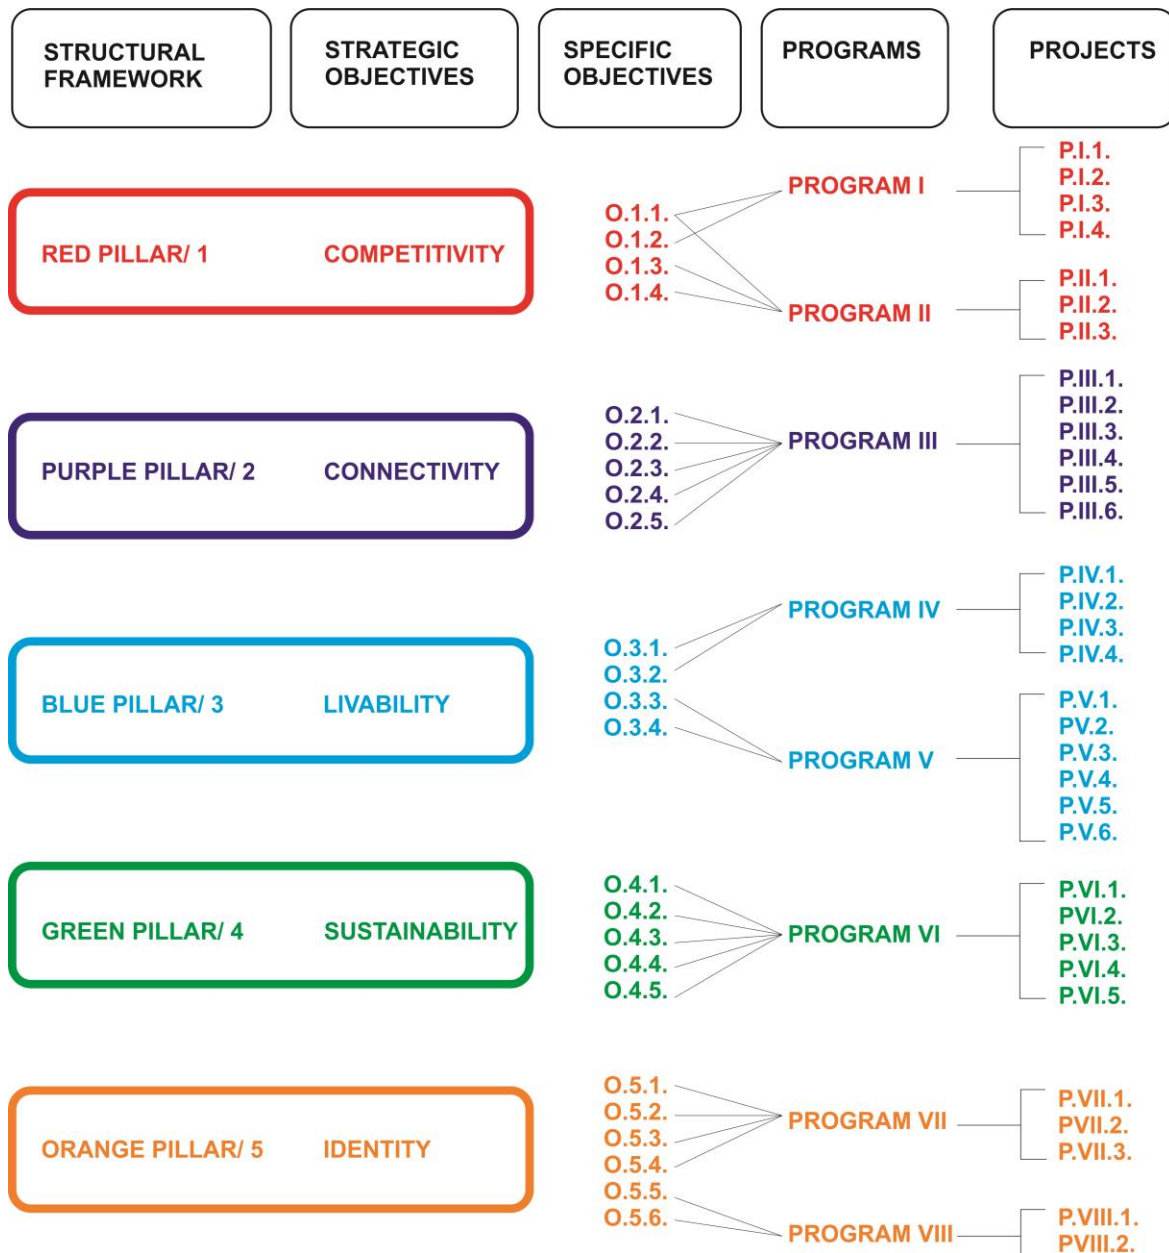 STRUCTURAL
FRAMEWORK
STRATEGIC
OBJECTIVES
SPECIFIC
OBJECTIVES
PROGRAMS
PROJECTS
RED PILLAR/ 1
COMPETITIVITY
O.1.1.
O.1.2.
O.1.3.
O.1.4.
PROGRAM I
P.I.1.
P.I.2.
P.I.3.
P.I.4.
PROGRAM II
P.II.1.
P.II.2.
P.II.3.
PURPLE PILLAR/ 2
CONNECTIVITY
O.2.1.
O.2.2.
O.2.3.
O.2.4.
O.2.5.
PROGRAM III
P.III.1.
P.III.2.
P.III.3.
P.III.4.
P.III.5.
P.III.6.
BLUE PILLAR/ 3
LIVABILITY
O.3.1.
O.3.2.
O.3.3.
O.3.4.
PROGRAM IV
P.IV.1.
P.IV.2.
P.IV.3.
P.IV.4.
PROGRAM V
P.V.1.
PV.2.
P.V.3.
P.V.4.
P.V.5.
P.V.6.
GREEN PILLAR/ 4
SUSTAINABILITY
O.4.1.
O.4.2.
O.4.3.
O.4.4.
O.4.5.
PROGRAM VI
P.VI.1.
PVI.2.
P.VI.3.
P.VI.4.
P.VI.5.
ORANGE PILLAR/ 5
IDENTITY
O.5.1.
O.5.2.
O.5.3.
O.5.4.
O.5.5.
O.5.6.
PROGRAM VII
P.VII.1.
PVII.2.
P.VII.3.
PROGRAM VIII
P.VIII.1.
PVIII.2.